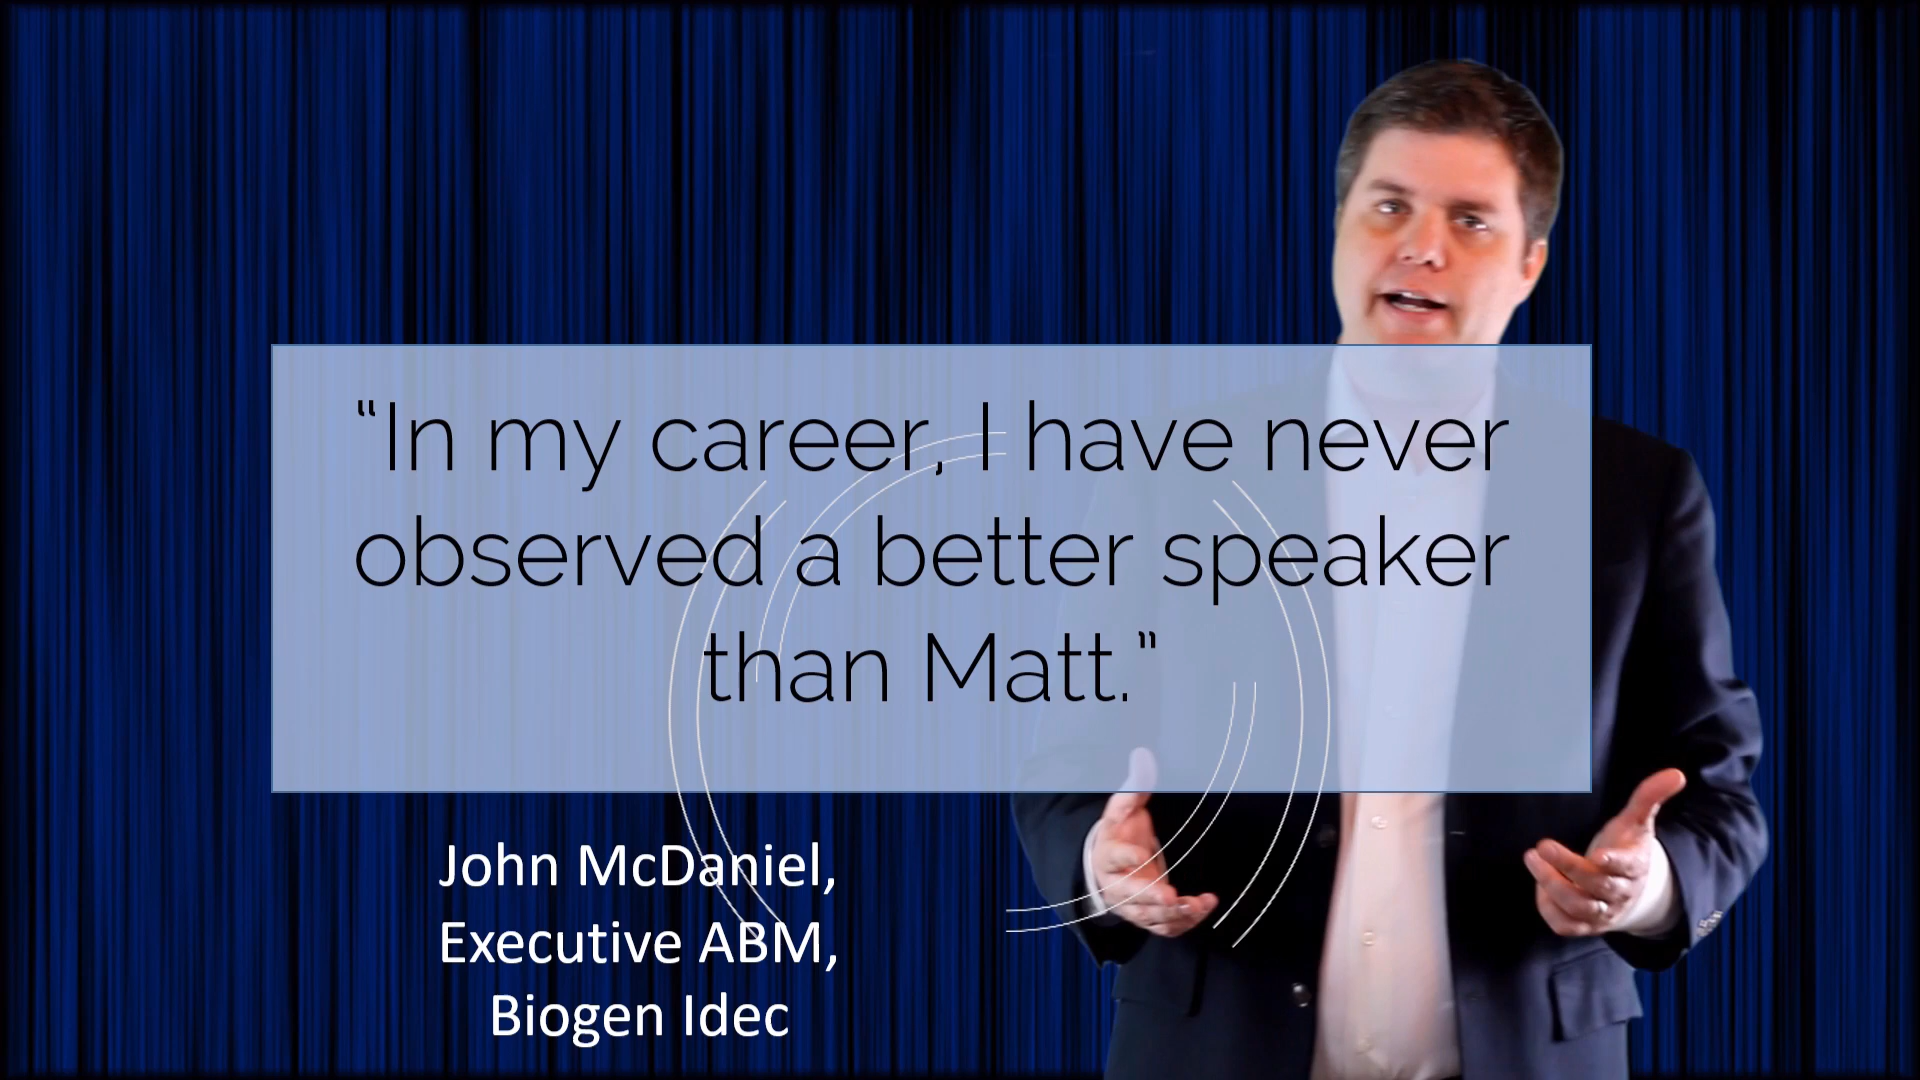 “In my career, I have never
observed a better speaker
than Matt.”
John McDaniel,
Executive ABM,
Biogen Idec